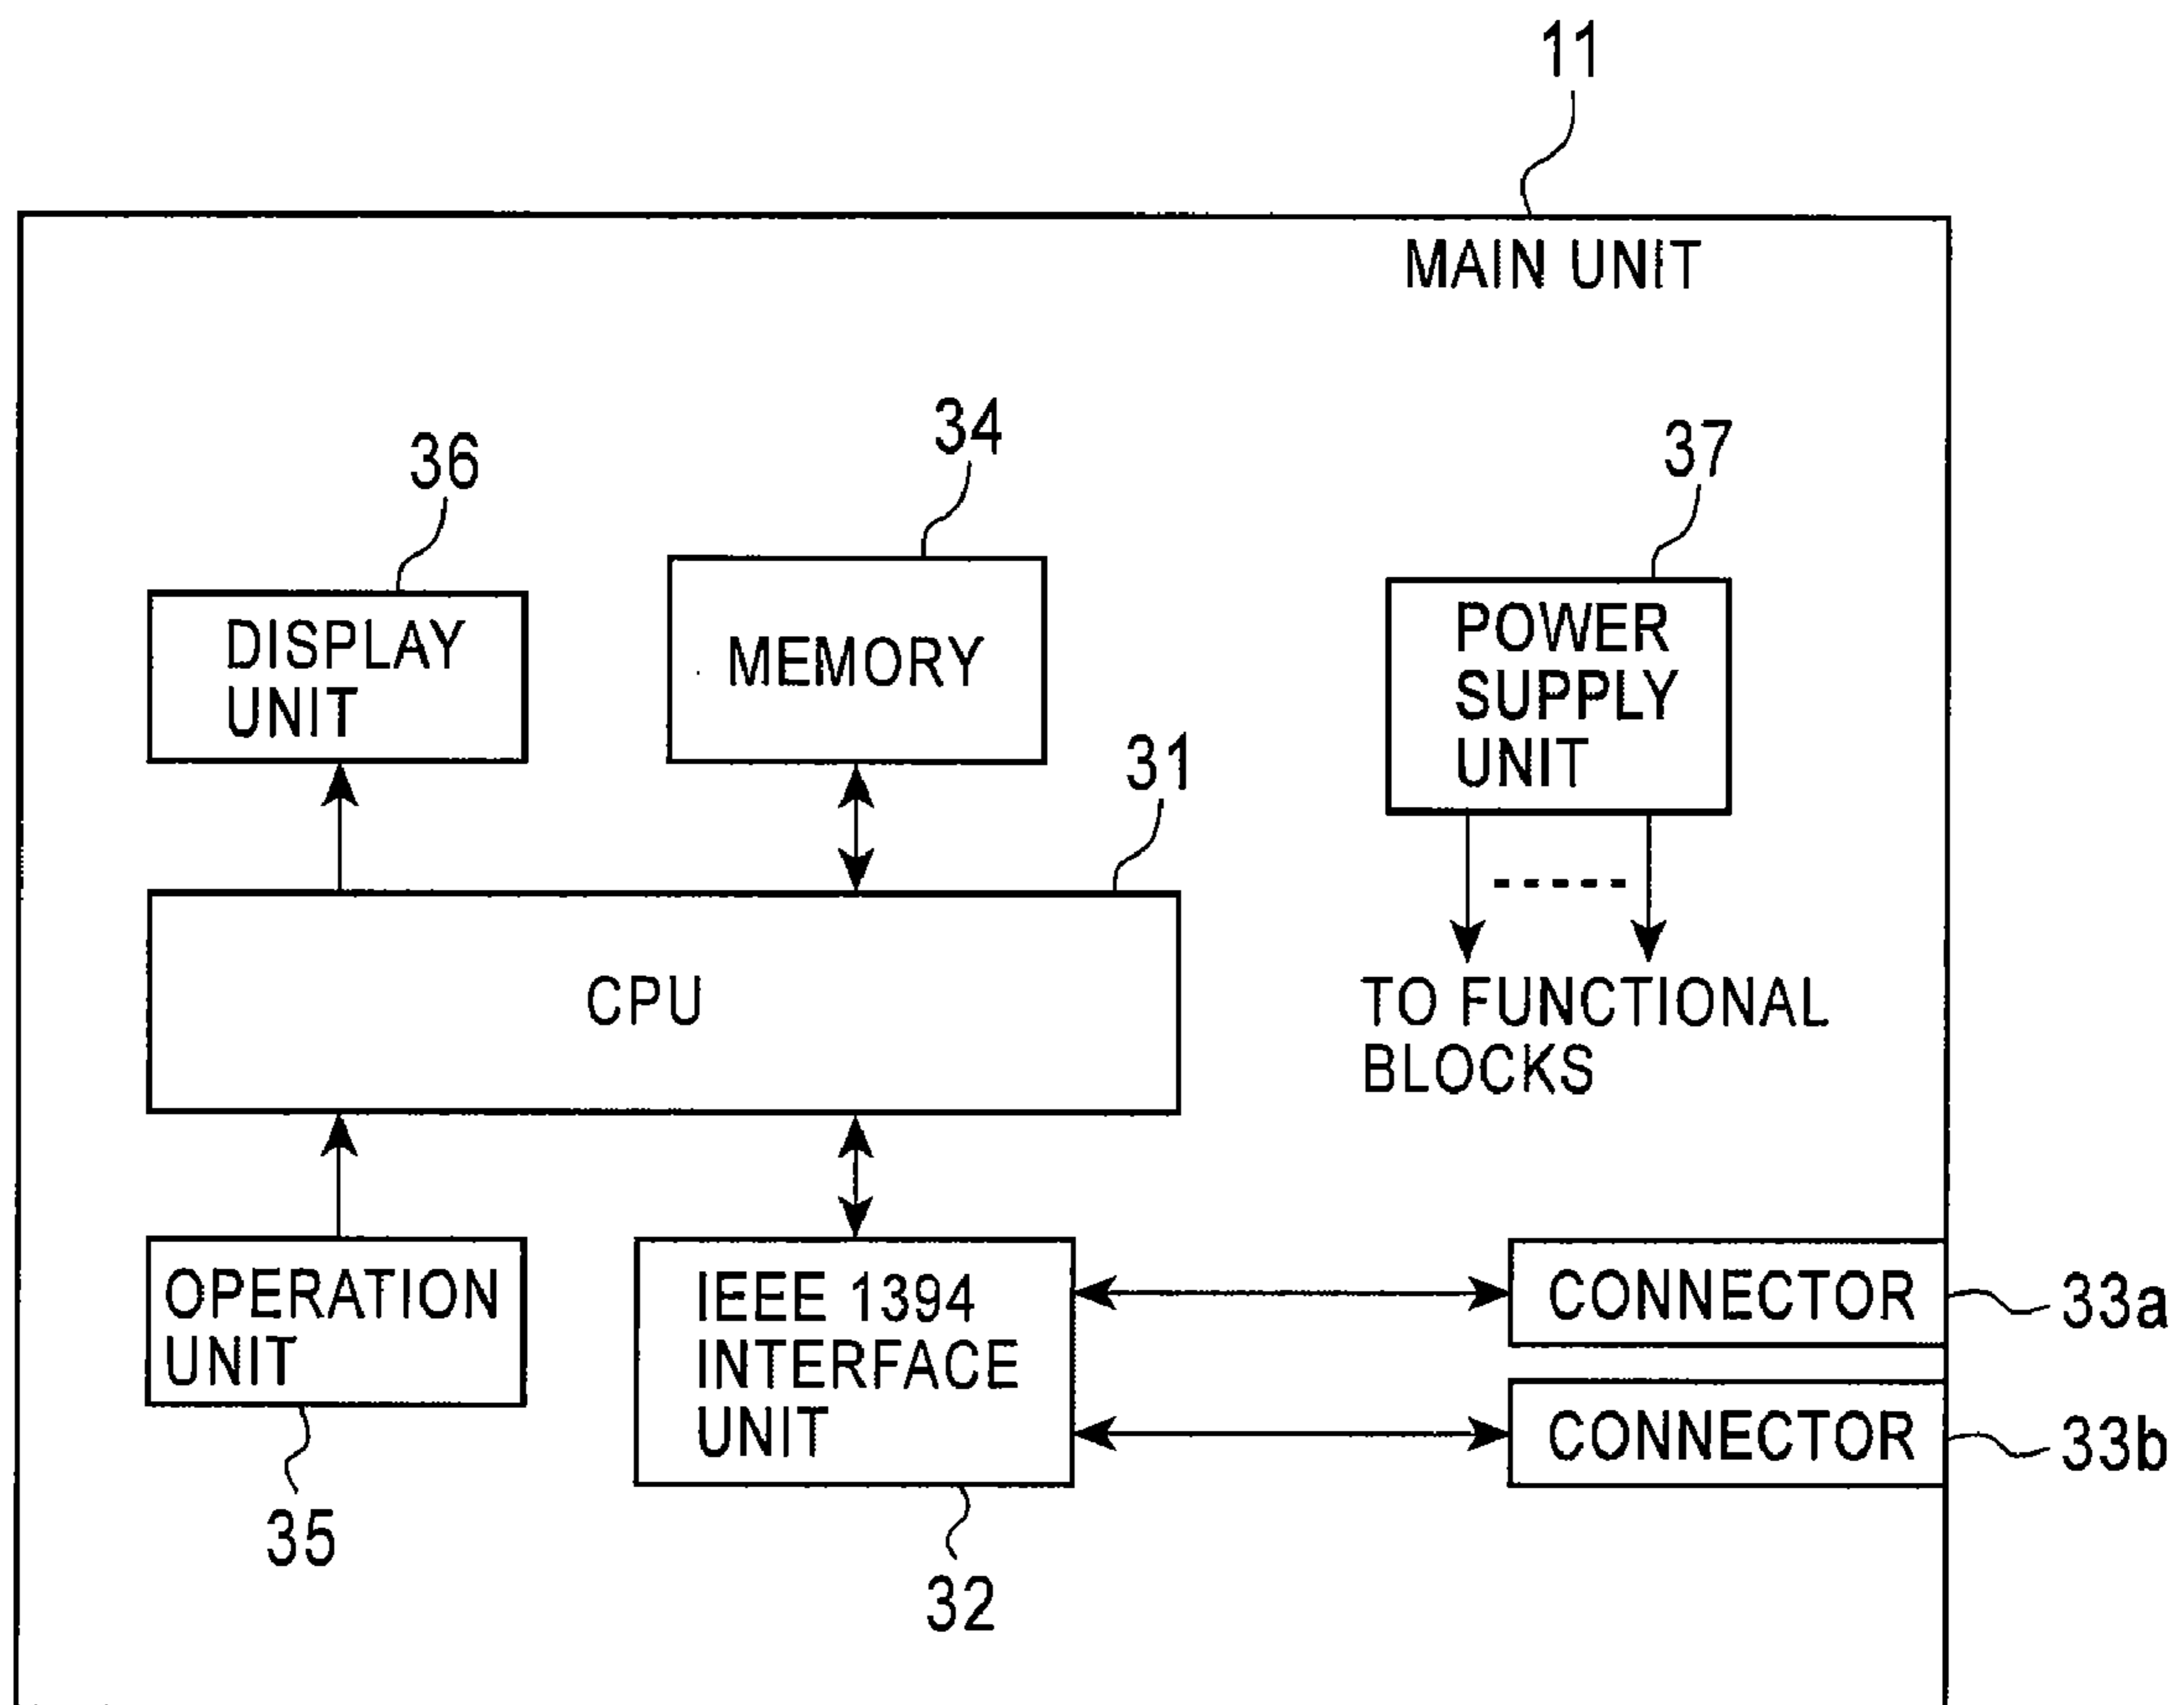 11
MAIN UNIT
36
34
37
DISPLAY
UNIT
MEMORY
POWER
SUPPLY
UNIT
31
CPU
TO FUNCTIONAL
BLOCKS
OPERATION
UNIT
IEEE 1394
INTERFACE
UNIT
CONNECTOR
33a
CONNECTOR
33b
35
32